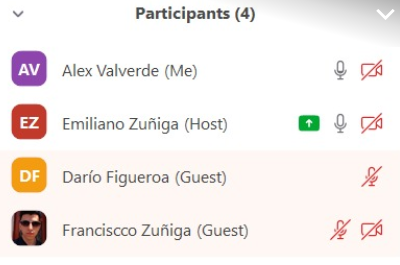 Participants (4)
AV Alex Valverde (Me)
EZ Emiliano Zuñiga (Host)
DF Darío Figueroa (Guest)
Franciscco Zuñiga (Guest)